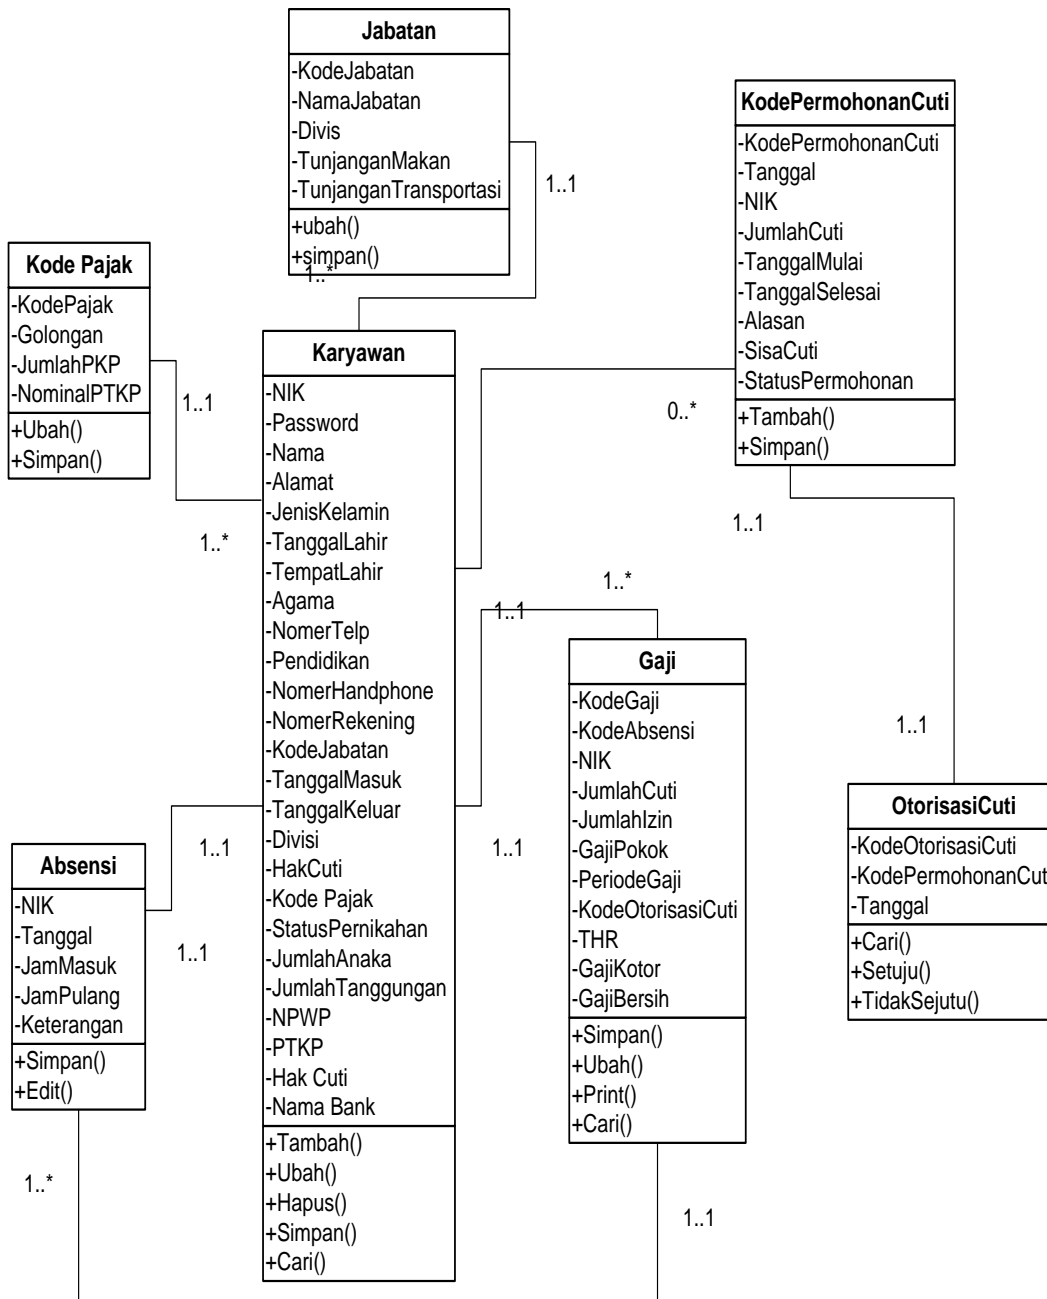 Jabatan
-KodeJabatan
-NamaJabatan
-Divis
-TunjanganMakan
-TunjanganTransportasi
+ubah()
+simpan()
1..1
1..*
KodePermohonanCuti
-KodePermohonanCuti
-Tanggal
-NIK
-JumlahCuti
-TanggalMulai
-TanggalSelesai
-Alasan
-SisaCuti
-StatusPermohonan
+Tambah()
+Simpan()
0..*
1..1
Kode Pajak
-KodePajak
-Golongan
-JumlahPKP
-NominalPTKP
+Ubah()
+Simpan()
1..1
1..*
Karyawan
-NIK
-Password
-Nama
-Alamat
-JenisKelamin
-TanggalLahir
-TempatLahir
-Agama
-NomerTelp
-Pendidikan
-NomerHandphone
-NomerRekening
-KodeJabatan
-TanggalMasuk
-TanggalKeluar
-Divisi
-HakCuti
-Kode Pajak
-StatusPernikahan
-JumlahAnaka
-JumlahTanggungan
-NPWP
-PTKP
-Hak Cuti
-Nama Bank
+Tambah()
+Ubah()
+Hapus()
+Simpan()
+Cari()
1..1
1..*
1..1
Gaji
-KodeGaji
-KodeAbsensi
-NIK
-JumlahCuti
-JumlahIzin
-GajiPokok
-PeriodeGaji
-KodeOtorisasiCuti
-THR
-GajiKotor
-GajiBersih
+Simpan()
+Ubah()
+Print()
+Cari()
1..1
1..1
OtorisasiCuti
-KodeOtorisasiCuti
-KodePermohonanCut
-Tanggal
+Cari()
+Setuju()
+TidakSejutu()
1..1
1..1
Absensi
-NIK
-Tanggal
-JamMasuk
-JamPulang
-Keterangan
+Simpan()
+Edit()
1..*